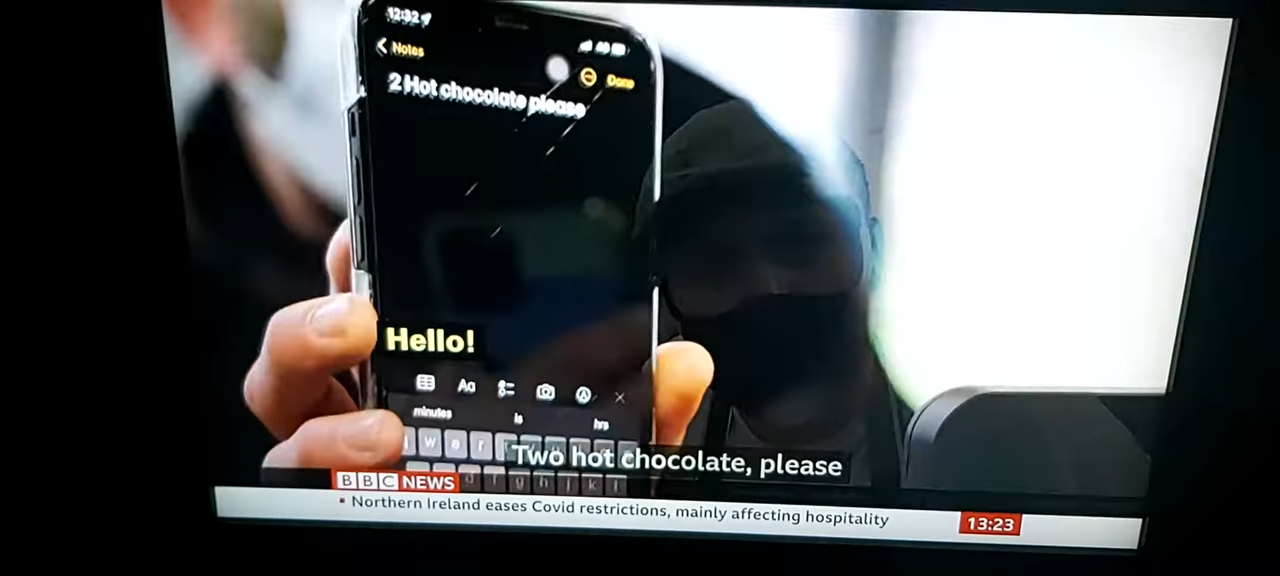 12:32
Notes
Done
2 Hot chocolate please
Hello!
Aa
minutes is hrs
w e r
Two hot chocolate, please
g h j k l
BBC NEWS
Northern Ireland eases Covid restrictions, mainly affecting hospitality
13:23